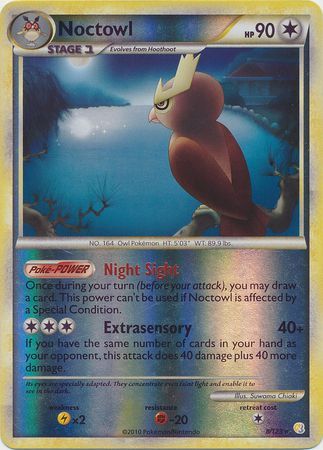 Noctowl HP 90
STAGE 1 Evolves from Hoothoot
NO. 164 Owl Pokémon HT: 5'03" WT: 89.9 lbs.
Poké-POWER Night Sight
Once during your turn (before your attack), you may draw
a card. This power can't be used if Noctowl is affected by
a Special Condition.
Extrasensory 40+
If you have the same number of cards in your hand as
your opponent, this attack does 40 damage plus 40 more
damage.
Its eyes are specially adapted. They concentrate even faint light and enable it to
see in the dark.
Illus. Suwama Chiaki
weakness resistance retreat cost
×2 -20
©2010 Pokémon/Nintendo 8/123